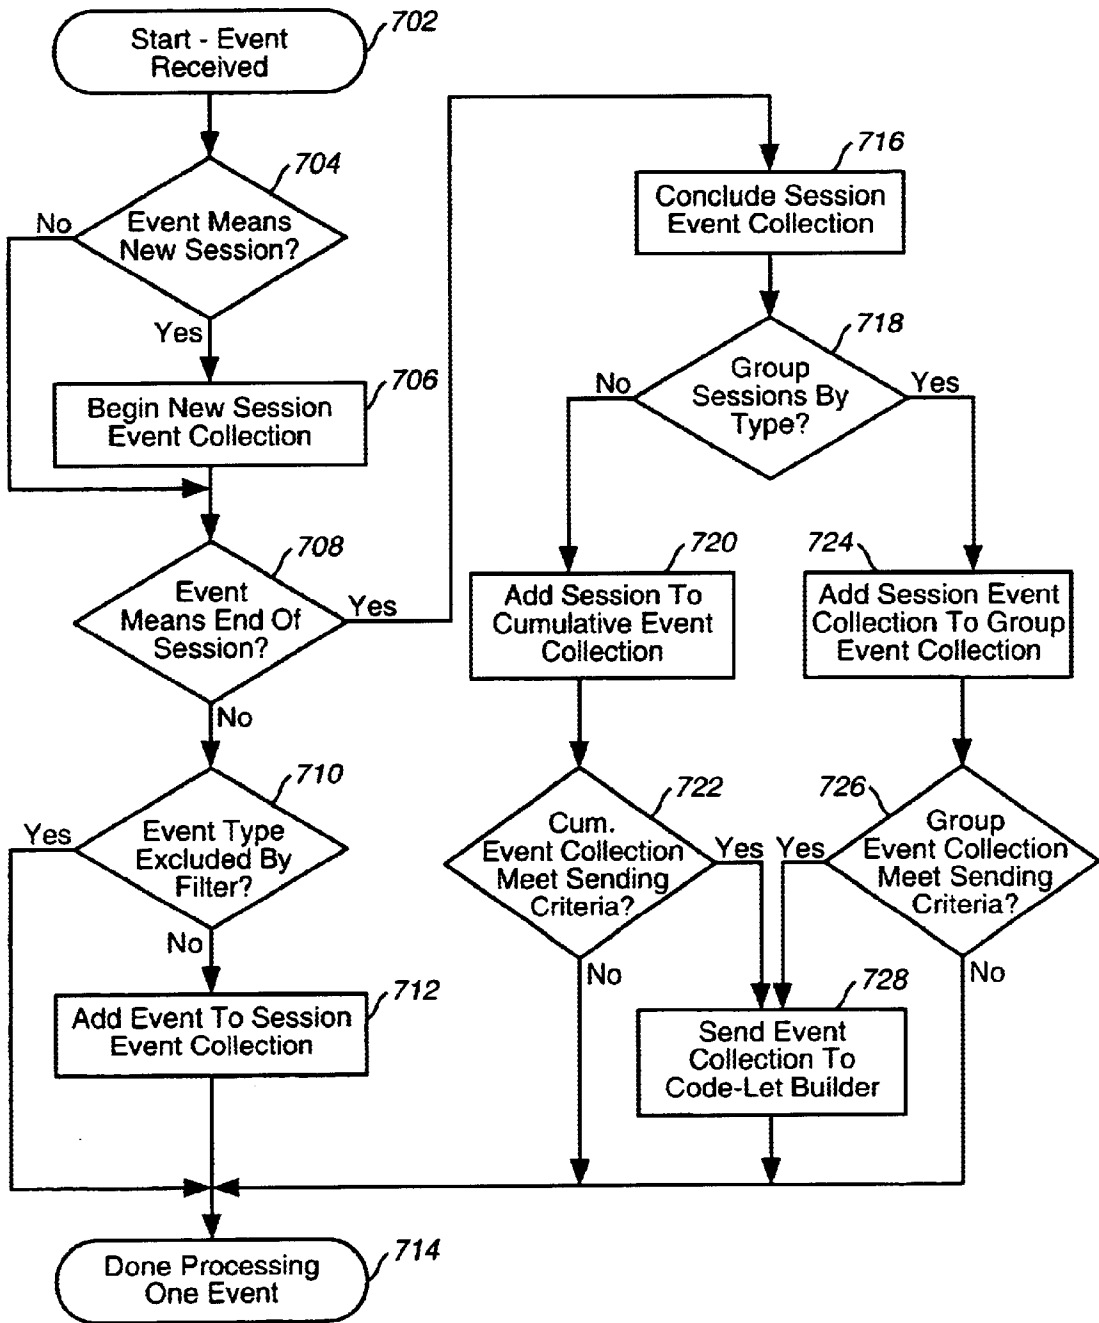 Start - Event
Received
702
704
Event Means
New Session?
No
Yes
706
Begin New Session
Event Collection
708
Event
Means End Of
Session?
Yes
No
710
Event Type
Excluded By
Filter?
Yes
No
712
Add Event To Session
Event Collection
714
Done Processing
One Event
716
Conclude Session
Event Collection
718
Group
Sessions By
Type?
No
Yes
720
Add Session To
Cumulative Event
Collection
724
Add Session Event
Collection To Group
Event Collection
722
Cum.
Event Collection
Meet Sending
Criteria?
Yes
No
726
Group
Event Collection
Meet Sending
Criteria?
Yes
No
728
Send Event
Collection To
Code-Let Builder